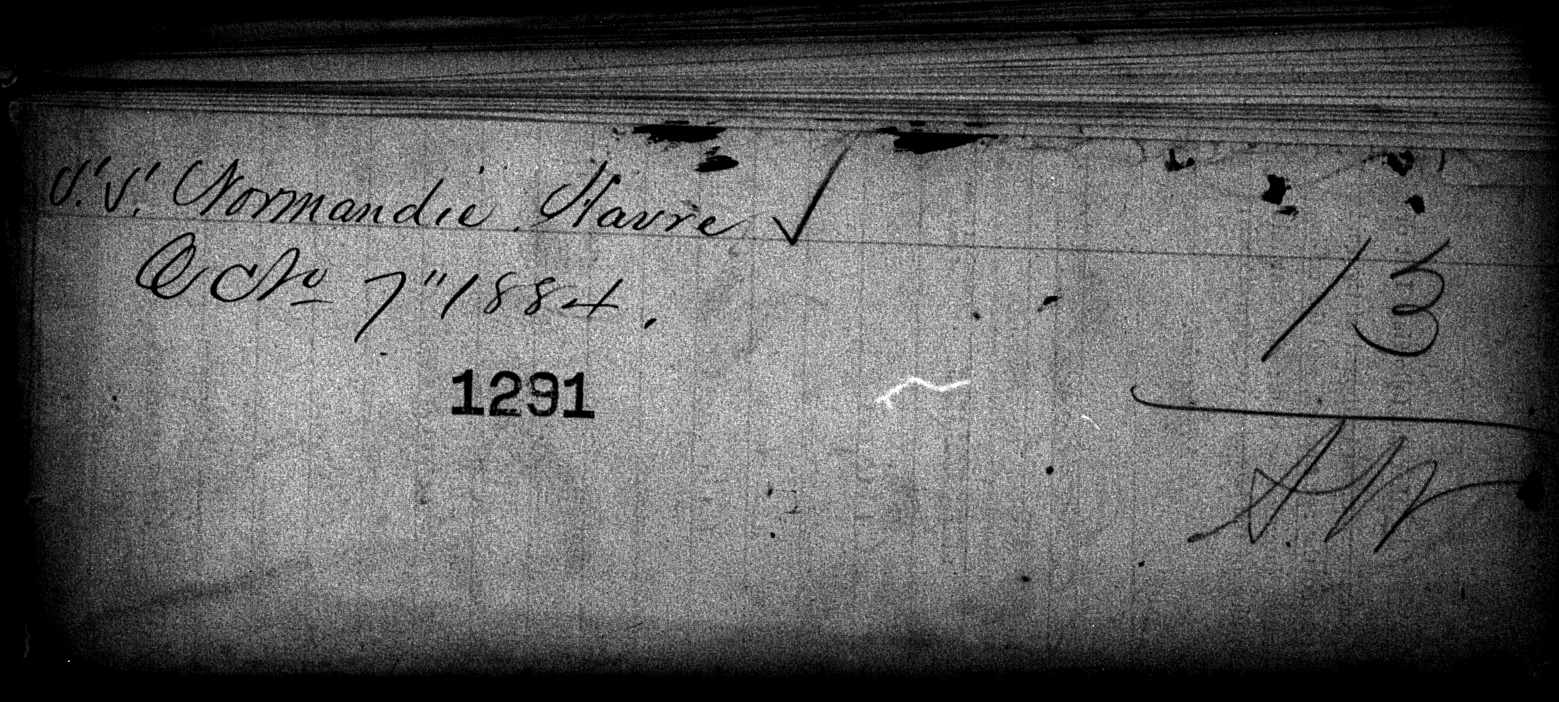 S.S. Normandie Havre ✓
Octo 7" 1884.
13
1291